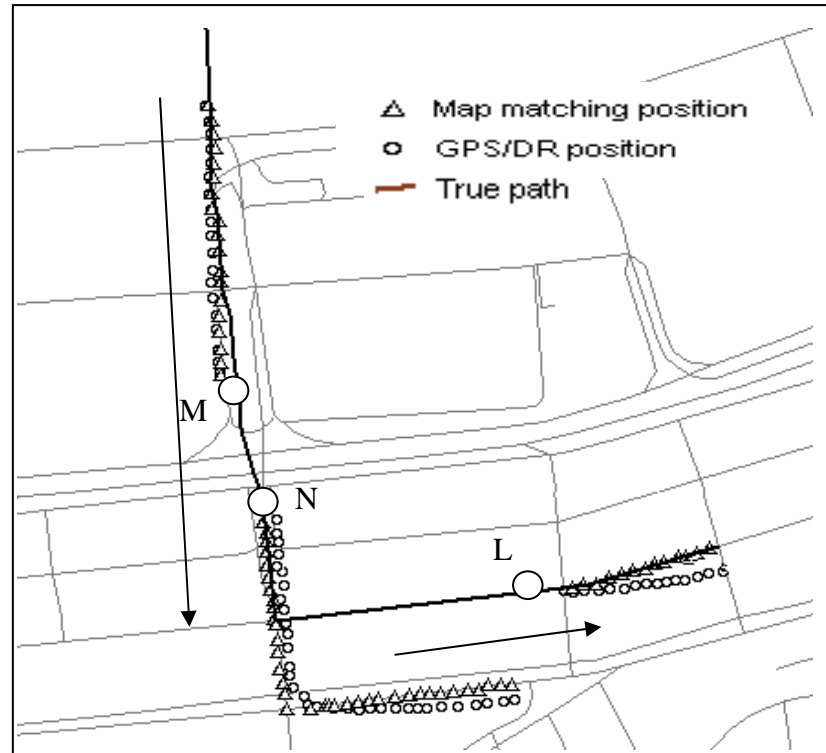 Map matching position
GPS/DR position
True path
M
N
L